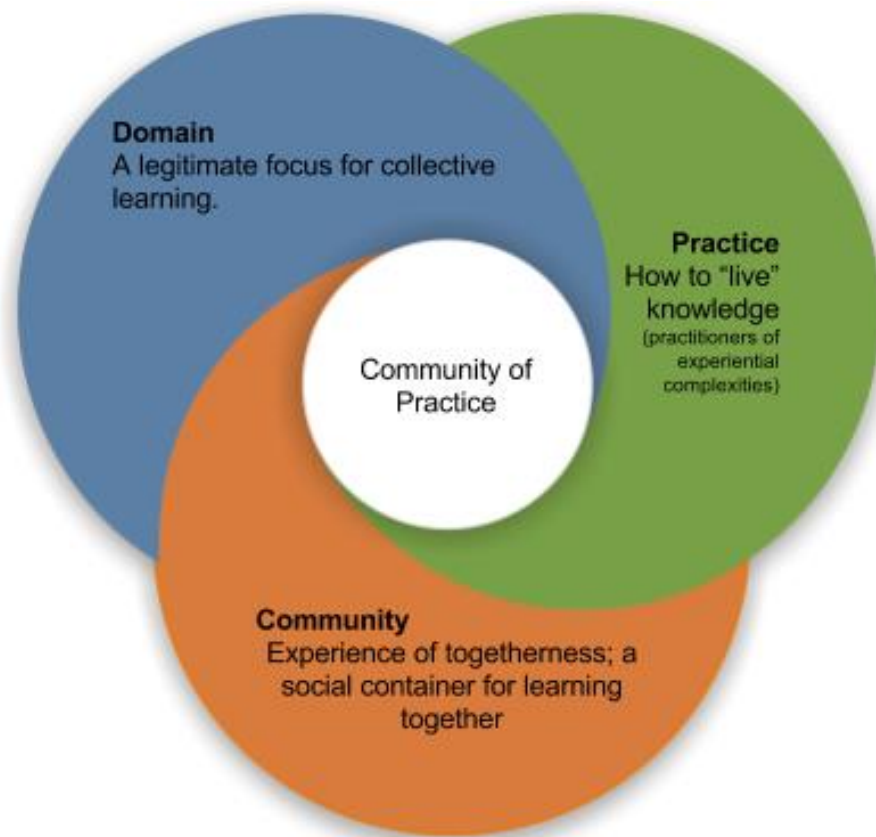 Domain
A legitimate focus for collective
learning.
Practice
How to “live”
knowledge
(practitioners of
experiential
complexities)
Community of
Practice
Community
Experience of togetherness; a
social container for learning
together